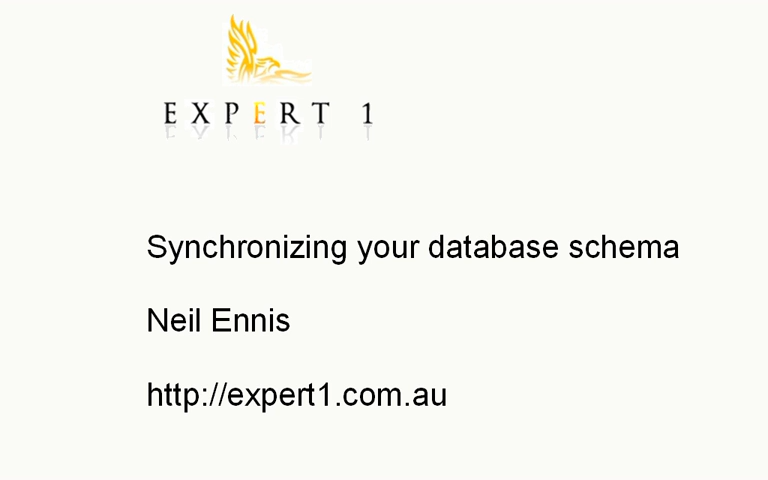 EXPERT 1
Synchronizing your database schema
Neil Ennis
http://expert1.com.au